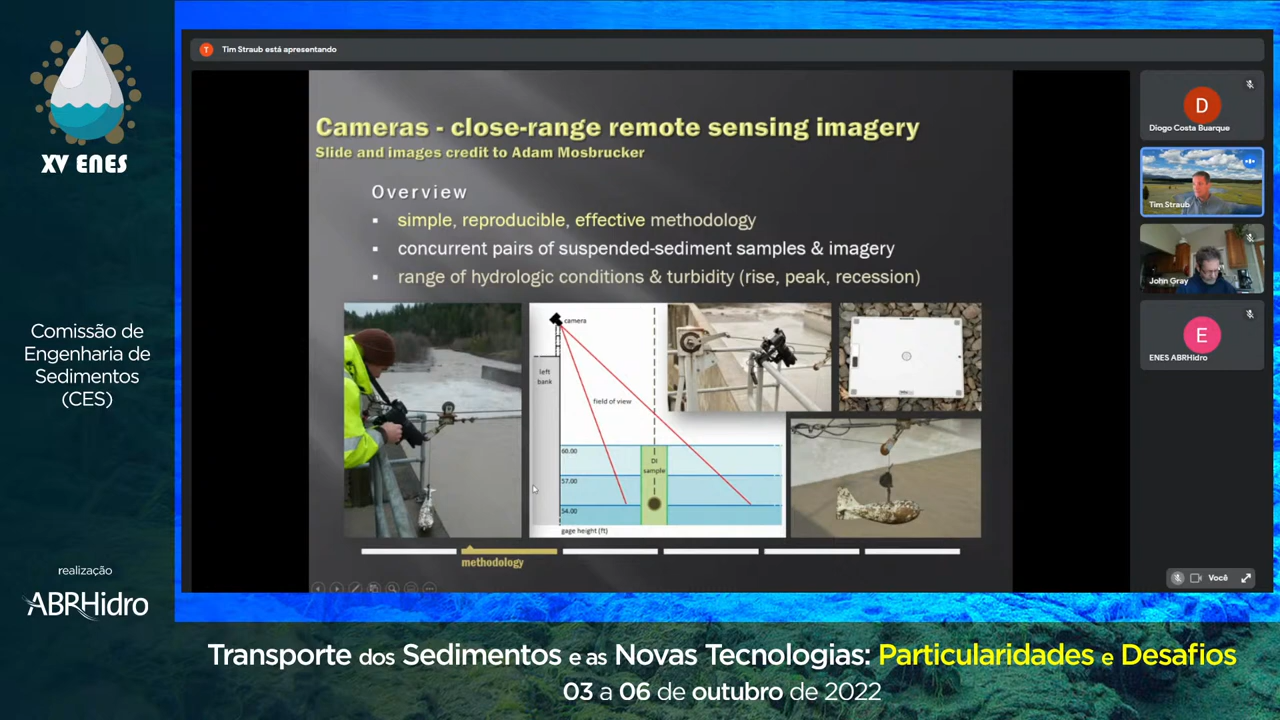 XV ENES
Comissão de
Engenharia de
Sedimentos
(CES)
realização
ABRHidro
T
Tim Straub está apresentando
Cameras - close-range remote sensing imagery
Slide and images credit to Adam Mosbrucker
Overview
simple, reproducible, effective methodology
concurrent pairs of suspended-sediment samples & imagery
range of hydrologic conditions & turbidity (rise, peak, recession)
camera
left
bank
field of view
60.00
DI
sample
57.00
54.00
gage height (ft)
methodology
D
Diogo Costa Buarque
Tim Straub
John Gray
E
ENES ABRHidro
Você
Transporte dos Sedimentos e as Novas Tecnologias: Particularidades e Desafios
03 a 06 de outubro de 2022